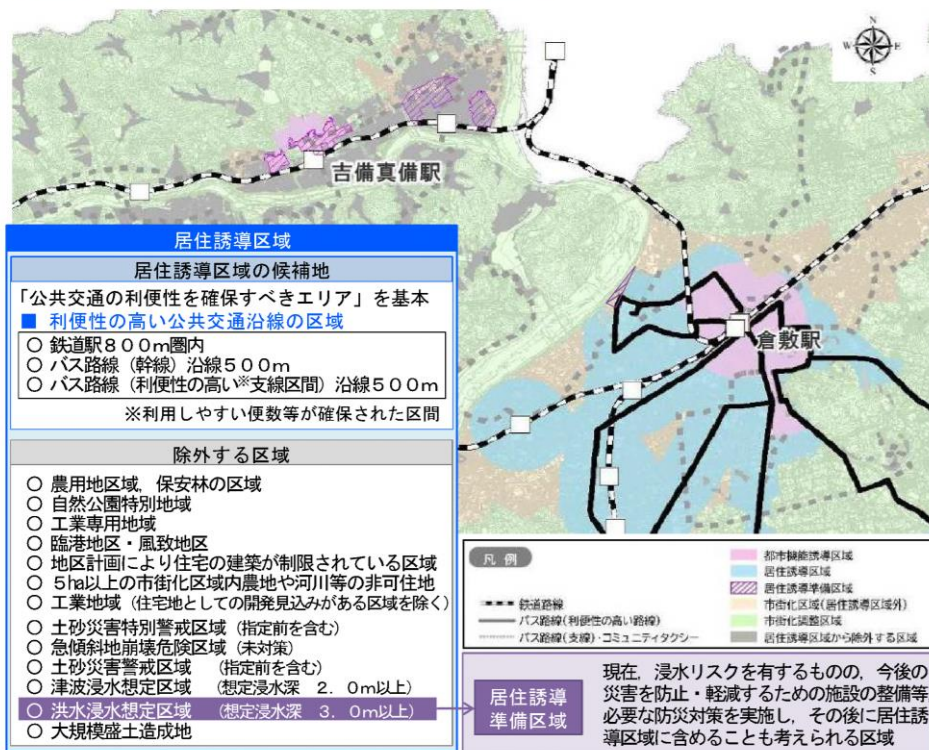 N
W E
S
吉備真備駅
倉敷駅
居住誘導区域
居住誘導区域の候補地
「公共交通の利便性を確保すべきエリア」を基本
■ 利便性の高い公共交通沿線の区域
○ 鉄道駅８００ｍ圏内
○ バス路線（幹線）沿線５００ｍ
○ バス路線（利便性の高い※支線区間）沿線５００ｍ
※利用しやすい便数等が確保された区間
除外する区域
○ 農用地区域，保安林の区域
○ 自然公園特別地域
○ 工業専用地域
○ 臨港地区・風致地区
○ 地区計画により住宅の建築が制限されている区域
○ ５ha以上の市街化区域内農地や河川等の非可住地
○ 工業地域（住宅地としての開発見込みがある区域を除く）
○ 土砂災害特別警戒区域（指定前を含む）
○ 急傾斜地崩壊危険区域（未対策）
○ 土砂災害警戒区域　（指定前を含む）
○ 津波浸水想定区域　（想定浸水深　２．０ｍ以上）
○ 洪水浸水想定区域　（想定浸水深　３．０ｍ以上）
○ 大規模盛土造成地
凡 例
鉄道路線
バス路線（利便性の高い路線）
バス路線（支線）・コミュニティタクシー
都市機能誘導区域
居住誘導区域
居住誘導準備区域
市街化区域（居住誘導区域外）
市街化調整区域
居住誘導区域から除外する区域
居住誘導
準備区域
現在，浸水リスクを有するものの，今後の
災害を防止・軽減するための施設の整備等
必要な防災対策を実施し，その後に居住誘
導区域に含めることも考えられる区域